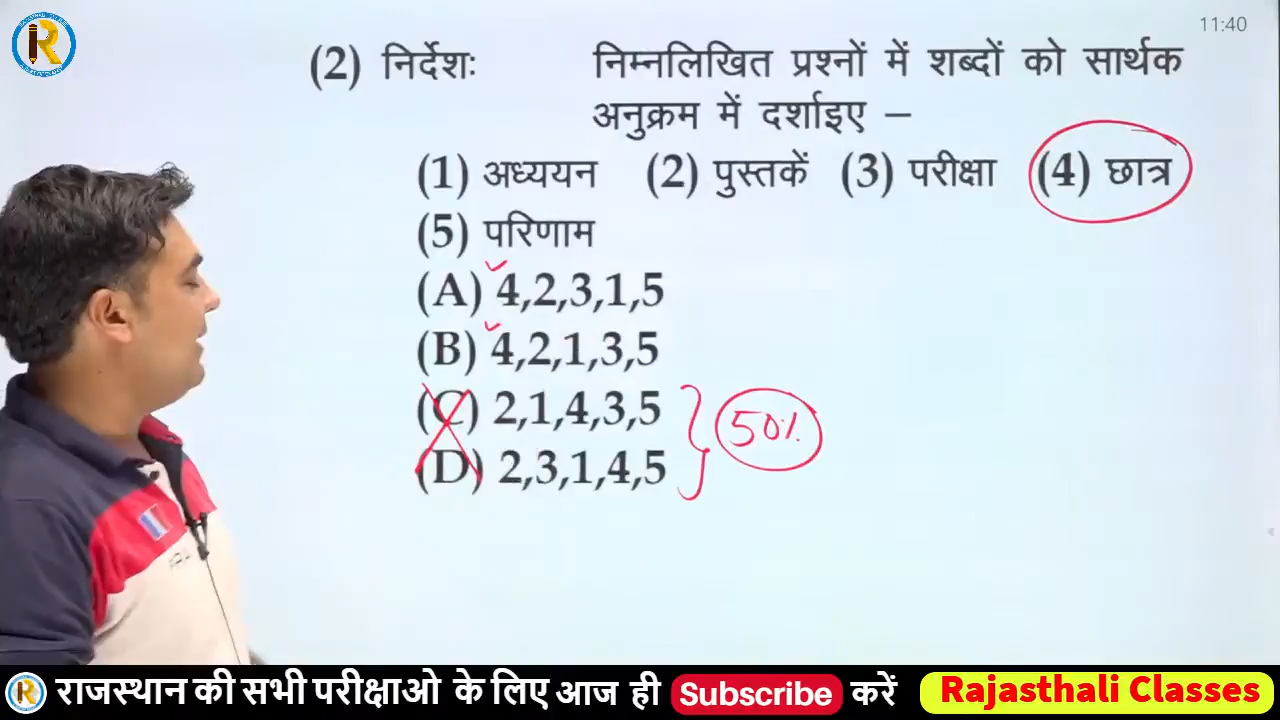 11:40
(2) निर्देशः निम्नलिखित प्रश्नों में शब्दों को सार्थक
अनुक्रम में दर्शाइए –
(1) अध्ययन (2) पुस्तकें (3) परीक्षा (4) छात्र
(5) परिणाम
(A) 4,2,3,1,5
(B) 4,2,1,3,5
(C) 2,1,4,3,5
50%
(D) 2,3,1,4,5
राजस्थान की सभी परीक्षाओ के लिए आज ही Subscribe करें Rajasthali Classes